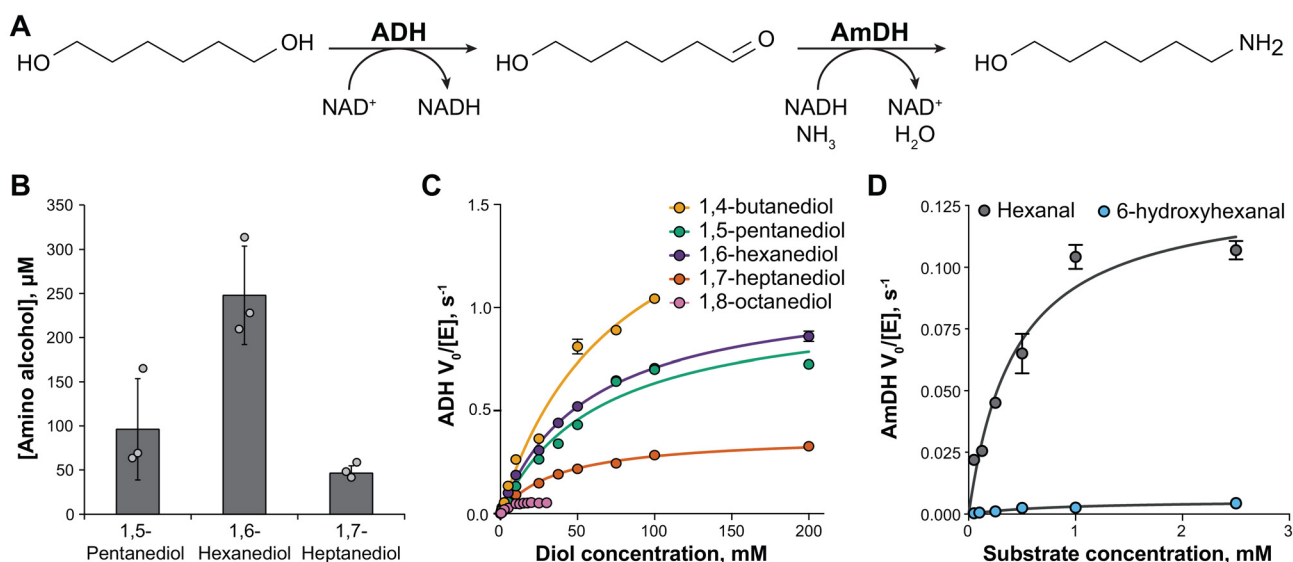 A
HO
OH
ADH
NAD⁺
NADH
HO
O
AmDH
NADH
NH₃
NAD⁺
H₂O
HO
NH2
B
[Amino alcohol], µM
350
300
250
200
150
100
50
0
1,5-
Pentanediol
1,6-
Hexanediol
1,7-
Heptanediol
C
ADH V₀/[E], s⁻¹
1.5
1.0
0.5
0.0
0
50
100
150
200
Diol concentration, mM
1,4-butanediol
1,5-pentanediol
1,6-hexanediol
1,7-heptanediol
1,8-octanediol
D
AmDH V₀/[E], s⁻¹
0.125
0.100
0.075
0.050
0.025
0.000
0
1
2
3
Substrate concentration, mM
Hexanal
6-hydroxyhexanal